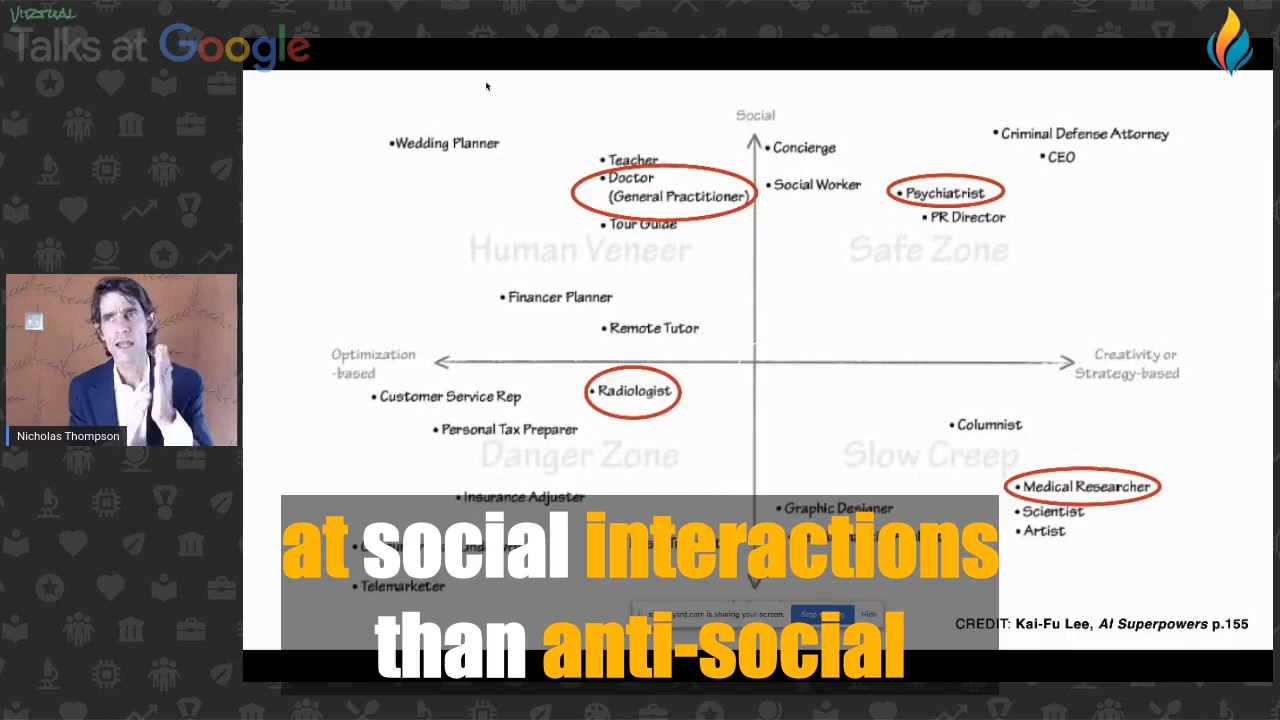 VIRTUAL
Talks at Google
Social
•Wedding Planner
• Teacher
• Doctor
(General Practitioner)
• Tour Guide
• Concierge
• Social Worker
• Criminal Defense Attorney
• CEO
• Psychiatrist
• PR Director
Human Veneer
Safe Zone
• Financer Planner
• Remote Tutor
Optimization
-based
Creativity or
Strategy-based
• Radiologist
• Customer Service Rep
• Personal Tax Preparer
• Columnist
Danger Zone
Slow Creep
• Insurance Adjuster
• Medical Researcher
• Scientist
• Artist
• Graphic Designer
• Telemarketer
Nicholas Thompson
at social interactions
than anti-social
yard.com is sharing your screen.
Hide
CREDIT: Kai-Fu Lee, AI Superpowers p.155